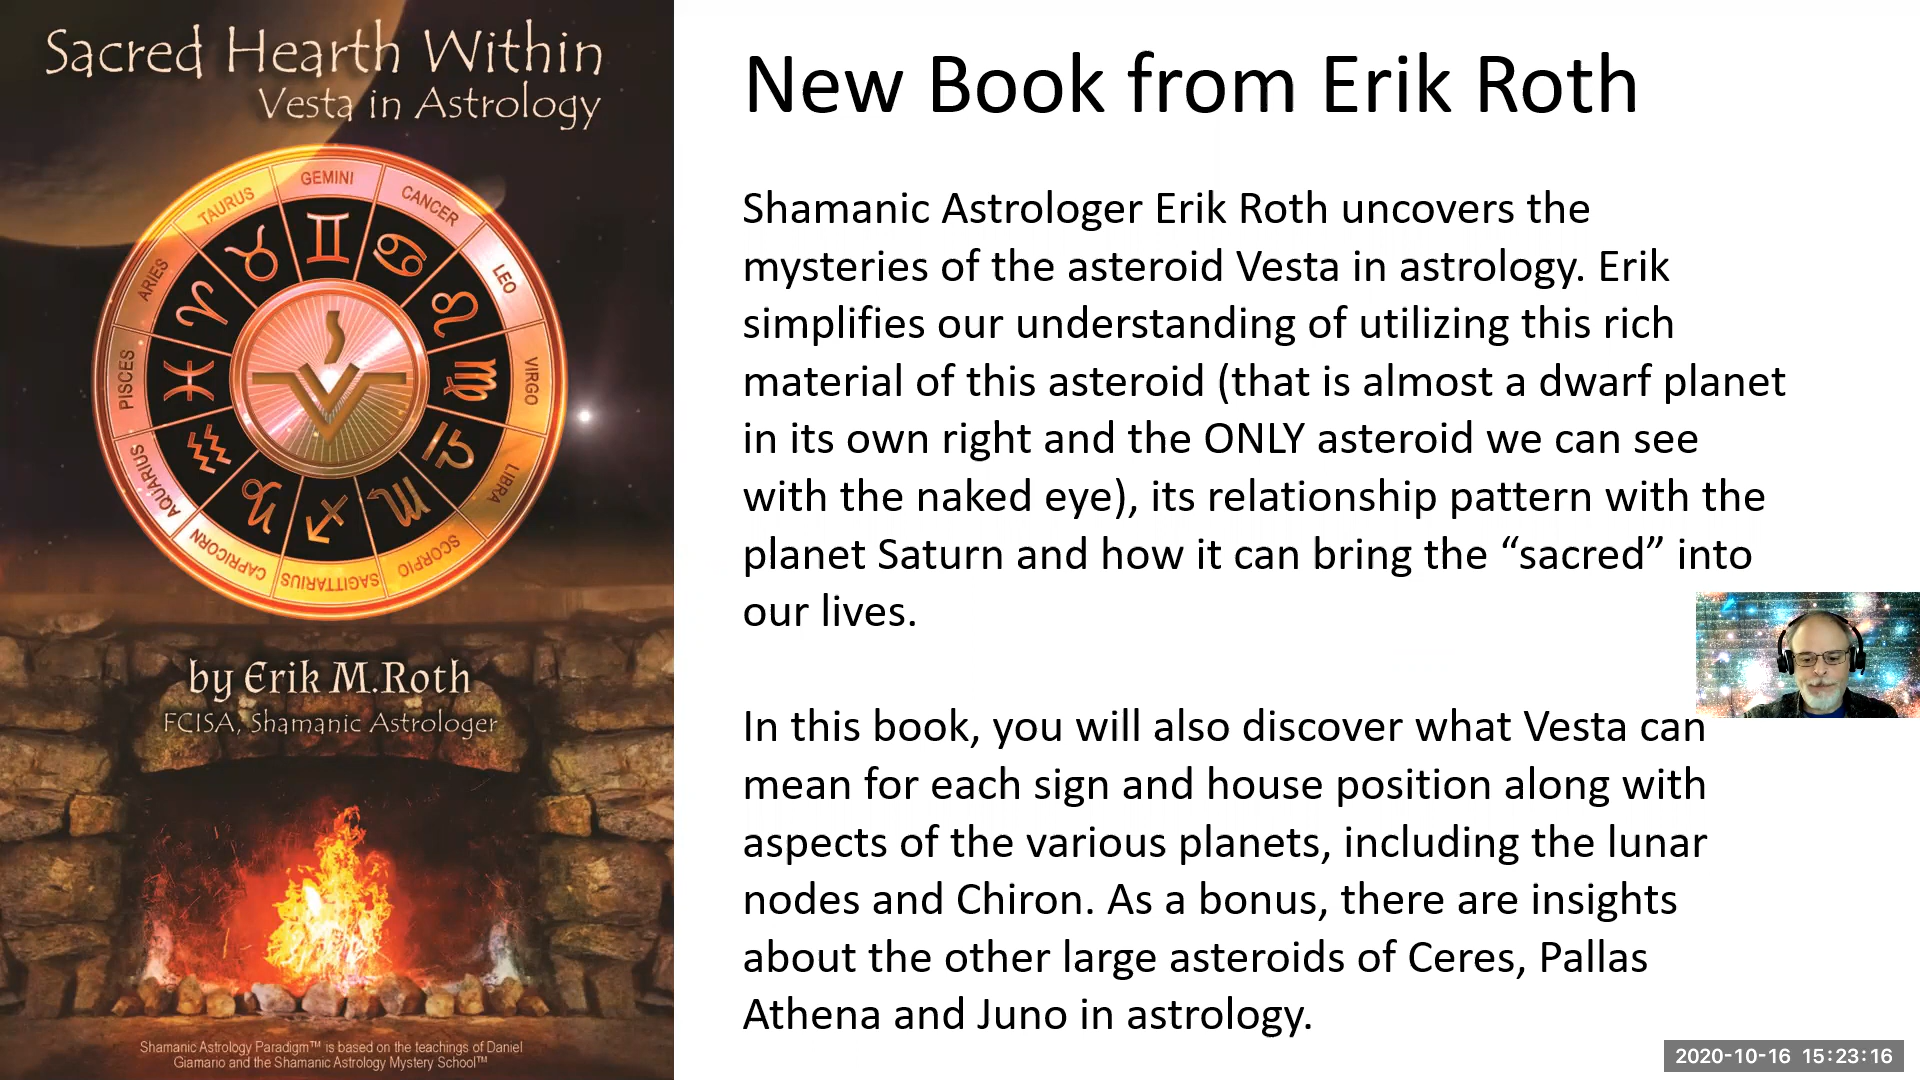 Sacred Hearth Within
Vesta in Astrology
GEMINI
CANCER
LEO
VIRGO
LIBRA
SCORPIO
SAGITTARIUS
CAPRICORN
AQUARIUS
PISCES
ARIES
TAURUS
by Erik M.Roth
FCISA, Shamanic Astrologer
Shamanic Astrology Paradigm™ is based on the teachings of Daniel
Giamario and the Shamanic Astrology Mystery School™
New Book from Erik Roth
Shamanic Astrologer Erik Roth uncovers the
mysteries of the asteroid Vesta in astrology. Erik
simplifies our understanding of utilizing this rich
material of this asteroid (that is almost a dwarf planet
in its own right and the ONLY asteroid we can see
with the naked eye), its relationship pattern with the
planet Saturn and how it can bring the “sacred” into
our lives.
In this book, you will also discover what Vesta can
mean for each sign and house position along with
aspects of the various planets, including the lunar
nodes and Chiron. As a bonus, there are insights
about the other large asteroids of Ceres, Pallas
Athena and Juno in astrology.
2020-10-16 15:23:16